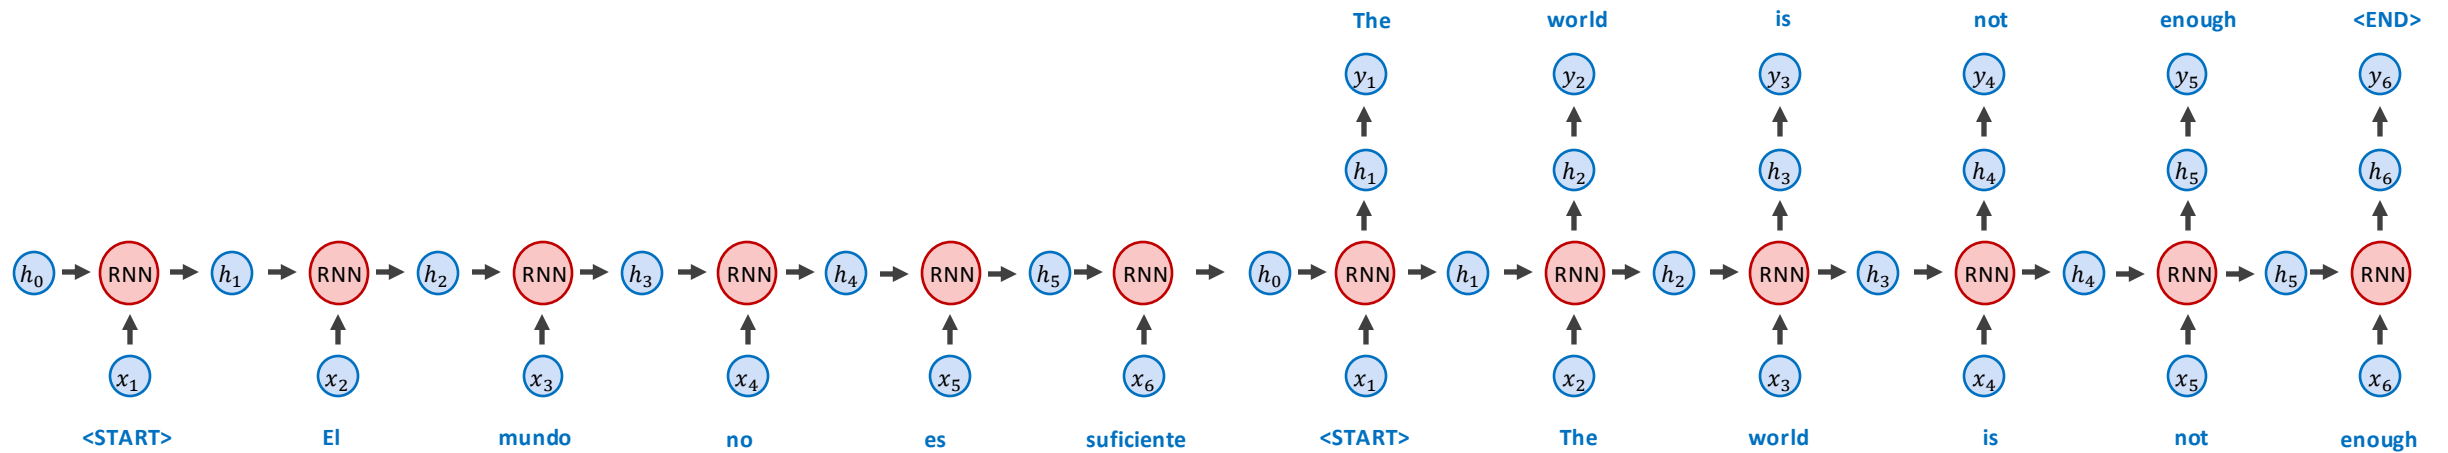 The world is not enough <END>
y₁ y₂ y₃ y₄ y₅ y₆
h₁ h₂ h₃ h₄ h₅ h₆
h₀ RNN h₁ RNN h₂ RNN h₃ RNN h₄ RNN h₅ RNN h₀ RNN h₁ RNN h₂ RNN h₃ RNN h₄ RNN h₅ RNN
x₁ x₂ x₃ x₄ x₅ x₆ x₁ x₂ x₃ x₄ x₅ x₆
<START> El mundo no es suficiente <START> The world is not enough